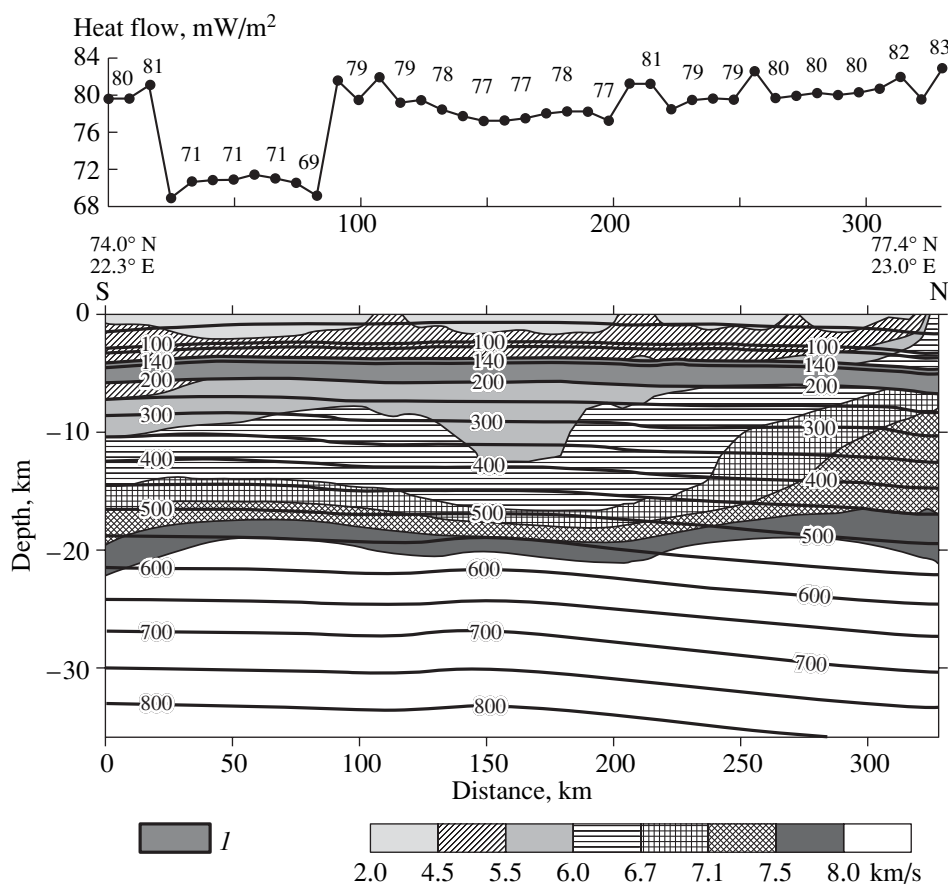 Heat flow, mW/m²
84
80 81 79 79 78 77 77 78 77 81 79 79 80 80 80 82 83
80
76
71 71 71 69
72
68
100 200 300
74.0° N 77.4° N
22.3° E 23.0° E
S N
0
100 100 100
140 140 140
200 200 200
300 300 300
−10
400 400 400
500 500 500
−20
600 600 600
700 700 700
−30
800 800
Depth, km
0 50 100 150 200 250 300
Distance, km
1
2.0 4.5 5.5 6.0 6.7 7.1 7.5 8.0 km/s